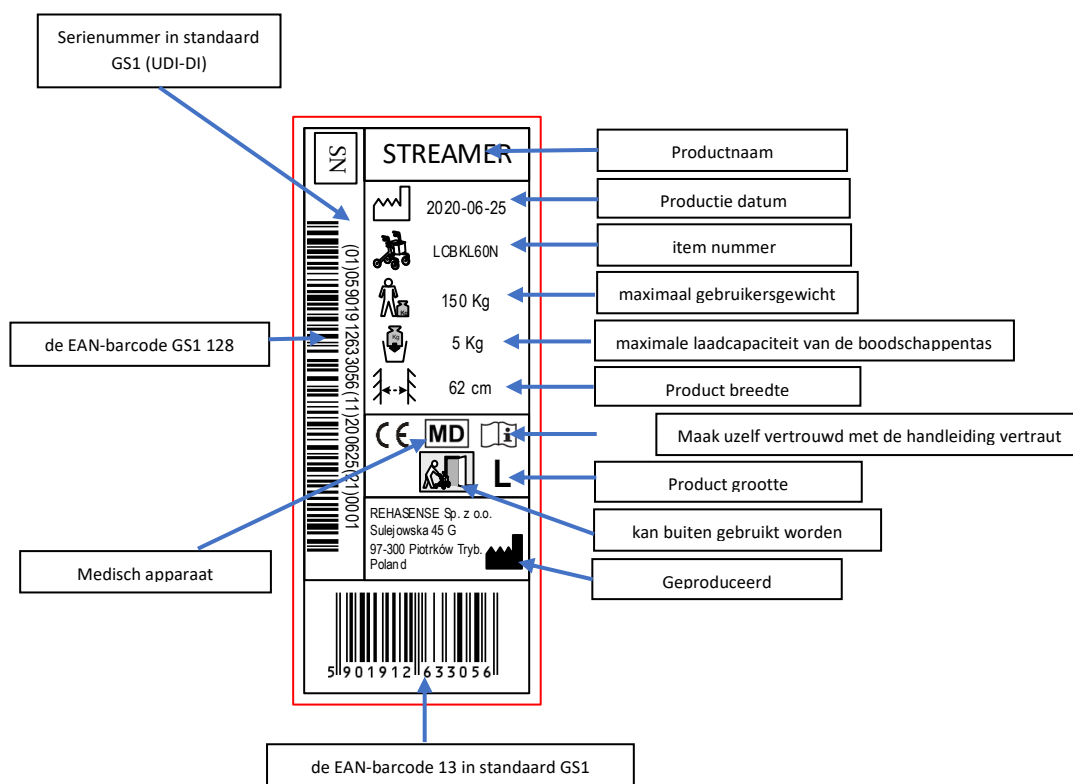 Serienummer in standaard
GS1 (UDI-DI)
SN
STREAMER
Productnaam
2020-06-25
Productie datum
LCBKL60N
item nummer
150 Kg
Kg
maximaal gebruikersgewicht
5 Kg
Kg
maximale laadcapaciteit van de boodschappentas
62 cm
Product breedte
(01)05901912633056(11)200625(21)0001
de EAN-barcode GS1 128
CE MD i
Maak uzelf vertrouwd met de handleiding vertraut
L
Product grootte
kan buiten gebruikt worden
REHASENSE Sp. z o.o.
Sulejowska 45 G
97-300 Piotrków Tryb.
Poland
Medisch apparaat
Geproduceerd
5901912633056
de EAN-barcode 13 in standaard GS1